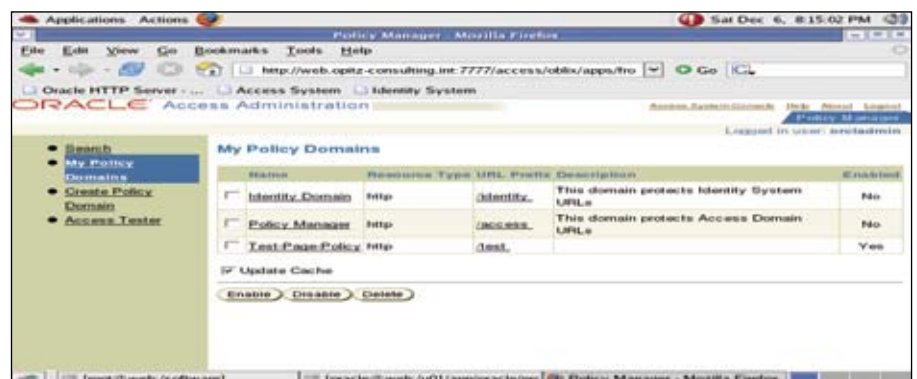 Applications Actions Sat Dec 6, 8:15:02 PM
Policy Manager - Mozilla Firefox
File Edit View Go Bookmarks Tools Help
http://web.opitz-consulting.int:7777/access/oblix/apps/fro Go
Oracle HTTP Server - ... Access System Identity System
ORACLE Access Administration
Access System Console Help About Logout
Policy Manager
Logged in user: orcladmin
Search
My Policy Domains
Create Policy Domain
Access Tester
My Policy Domains
Name Resource Type URL Prefix Description Enabled
Identity Domain http /identity This domain protects Identity System URLs No
Policy Manager http /access This domain protects Access Domain URLs No
Test-Page-Policy http /test Yes
Update Cache
Enable Disable Delete
Policy Manager - Mozilla Firefox